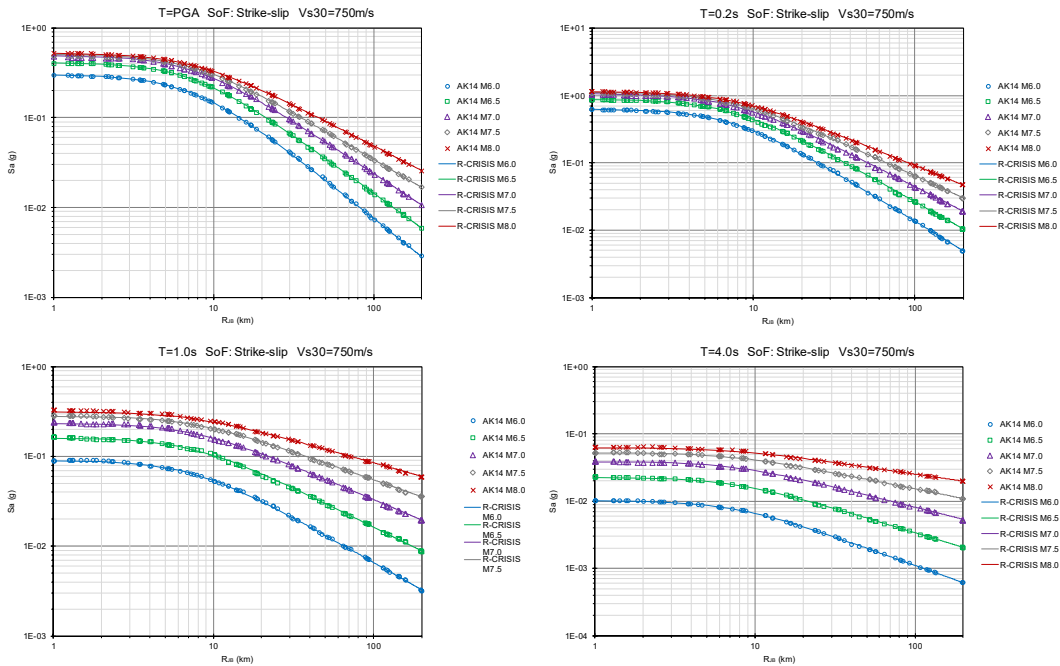 T=PGA SoF: Strike-slip Vs30=750m/s
1E+00
1E-01
1E-02
1E-03
Sa (g)
1
10
100
RJB (km)
AK14 M6.0
AK14 M6.5
AK14 M7.0
AK14 M7.5
AK14 M8.0
R-CRISIS M6.0
R-CRISIS M6.5
R-CRISIS M7.0
R-CRISIS M7.5
R-CRISIS M8.0
T=0.2s SoF: Strike-slip Vs30=750m/s
1E+01
1E+00
1E-01
1E-02
1E-03
Sa (g)
1
10
100
RJB (km)
AK14 M6.0
AK14 M6.5
AK14 M7.0
AK14 M7.5
AK14 M8.0
R-CRISIS M6.0
R-CRISIS M6.5
R-CRISIS M7.0
R-CRISIS M7.5
R-CRISIS M8.0
T=1.0s SoF: Strike-slip Vs30=750m/s
1E+00
1E-01
1E-02
1E-03
Sa (g)
1
10
100
RJB (km)
AK14 M6.0
AK14 M6.5
AK14 M7.0
AK14 M7.5
AK14 M8.0
R-CRISIS
M6.0
R-CRISIS
M6.5
R-CRISIS
M7.0
R-CRISIS
M7.5
T=4.0s SoF: Strike-slip Vs30=750m/s
1E+00
1E-01
1E-02
1E-03
1E-04
Sa (g)
1
10
100
RJB (km)
AK14 M6.0
AK14 M6.5
AK14 M7.0
AK14 M7.5
AK14 M8.0
R-CRISIS M6.0
R-CRISIS M6.5
R-CRISIS M7.0
R-CRISIS M7.5
R-CRISIS M8.0